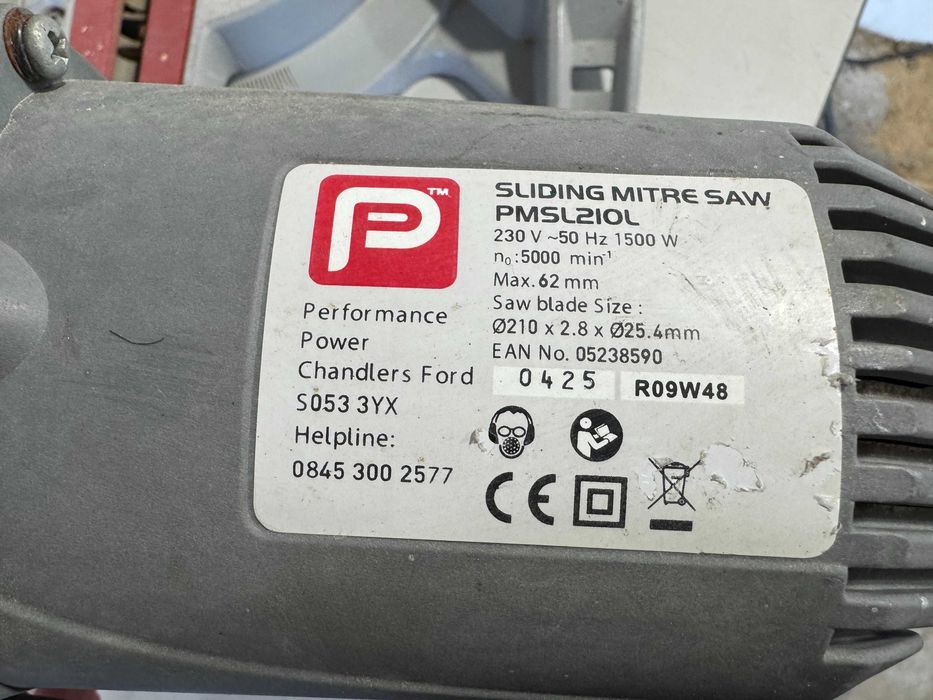 P™
SLIDING MITRE SAW
PMSL210L
230 V ~50 Hz 1500 W
n₀:5000 min⁻¹
Max. 62 mm
Saw blade Size :
Ø210 x 2.8 x Ø25.4mm
EAN No. 05238590
0425 R09W48
Performance
Power
Chandlers Ford
S053 3YX
Helpline:
0845 300 2577
CE